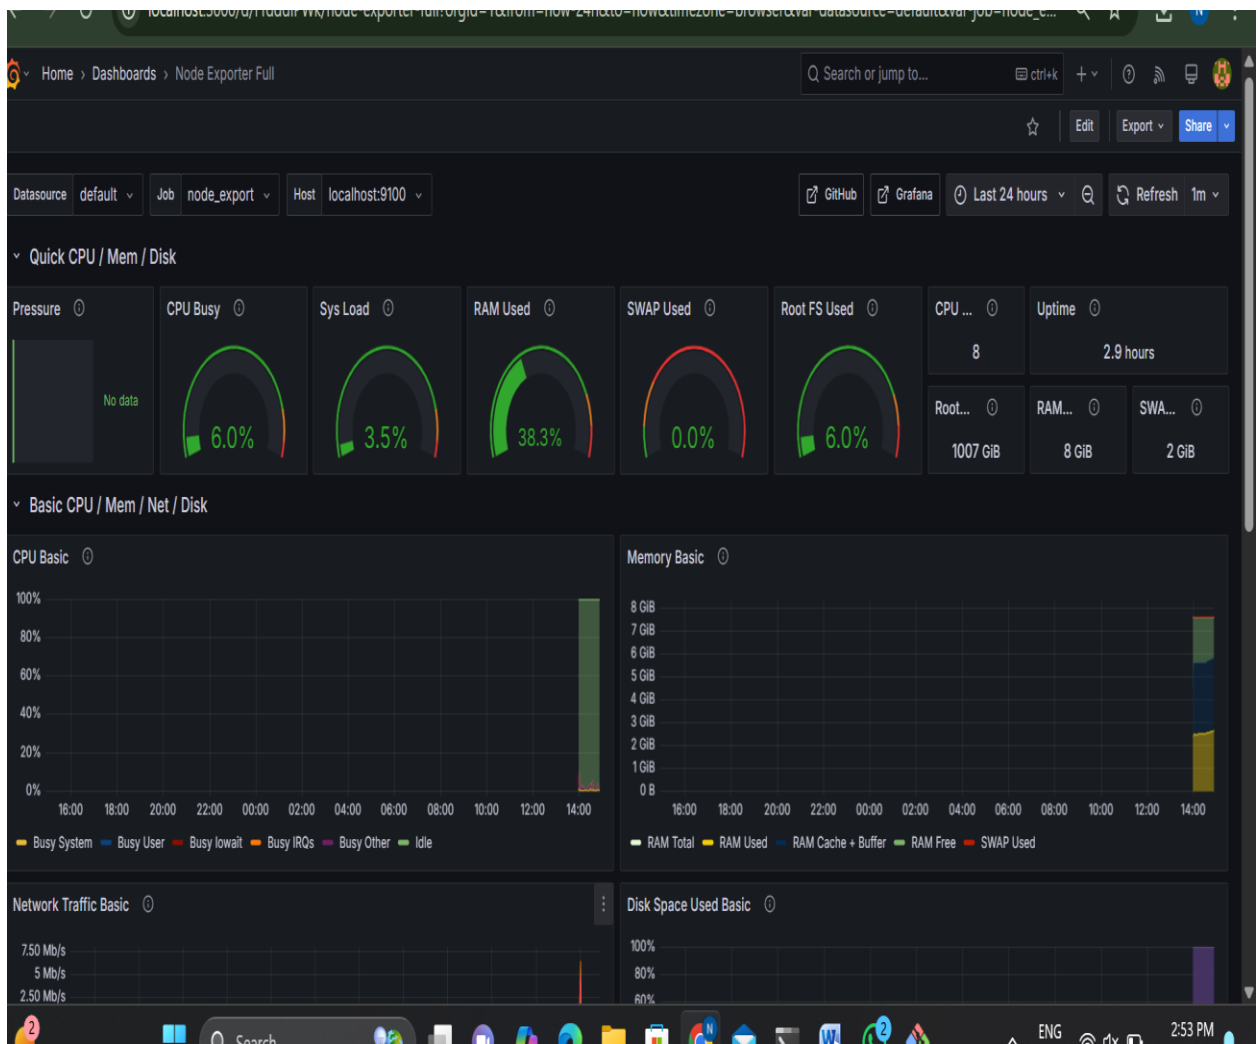 Home › Dashboards › Node Exporter Full
Search or jump to...
ctrl+k
Edit
Export
Share
Datasource default
Job node_export
Host localhost:9100
GitHub
Grafana
Last 24 hours
Refresh 1m
Quick CPU / Mem / Disk
Pressure
CPU Busy
Sys Load
RAM Used
SWAP Used
Root FS Used
CPU ...
Uptime
8
2.9 hours
No data
6.0%
3.5%
38.3%
0.0%
6.0%
Root...
RAM...
SWA...
1007 GiB
8 GiB
2 GiB
Basic CPU / Mem / Net / Disk
CPU Basic
100%
80%
60%
40%
20%
0%
16:00 18:00 20:00 22:00 00:00 02:00 04:00 06:00 08:00 10:00 12:00 14:00
Busy System Busy User Busy Iowait Busy IRQs Busy Other Idle
Memory Basic
8 GiB
7 GiB
6 GiB
5 GiB
4 GiB
3 GiB
2 GiB
1 GiB
0 B
16:00 18:00 20:00 22:00 00:00 02:00 04:00 06:00 08:00 10:00 12:00 14:00
RAM Total RAM Used RAM Cache + Buffer RAM Free SWAP Used
Network Traffic Basic
7.50 Mb/s
5 Mb/s
2.50 Mb/s
Disk Space Used Basic
100%
80%
60%
2
Search
N
2
ENG
2:53 PM